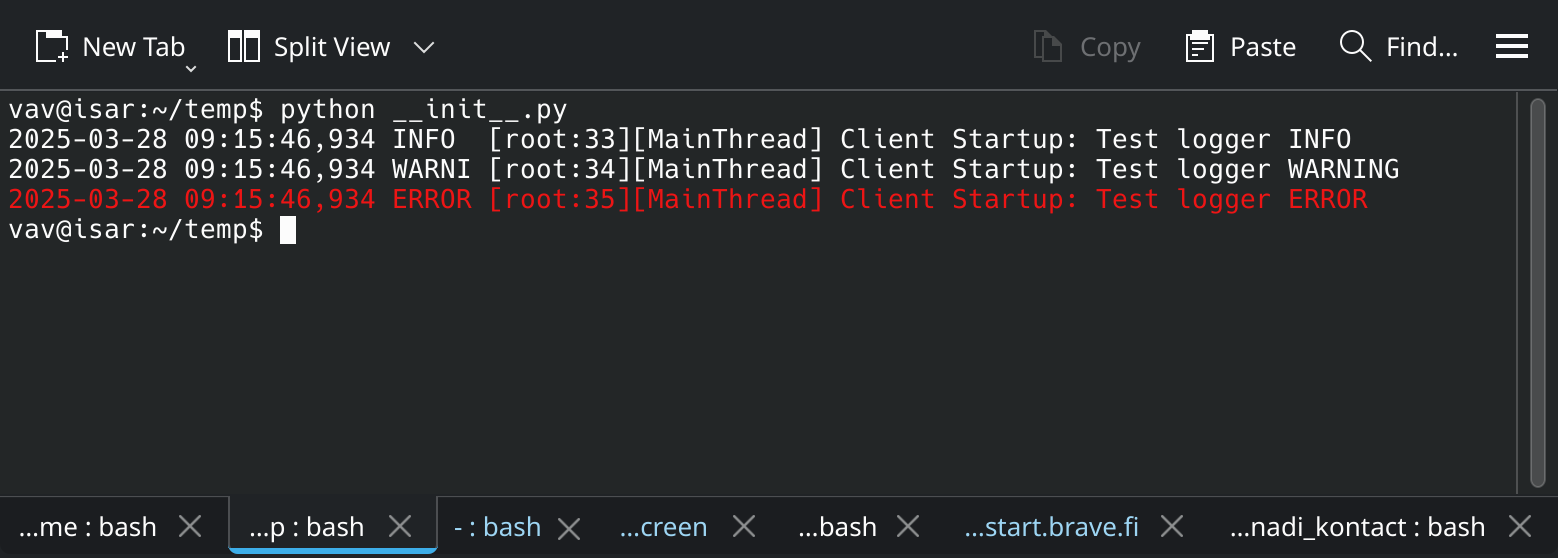 New Tab Split View Copy Paste Find...
vav@isar:~/temp$ python __init__.py
2025-03-28 09:15:46,934 INFO  [root:33][MainThread] Client Startup: Test logger INFO
2025-03-28 09:15:46,934 WARNI [root:34][MainThread] Client Startup: Test logger WARNING
2025-03-28 09:15:46,934 ERROR [root:35][MainThread] Client Startup: Test logger ERROR
vav@isar:~/temp$
...me : bash ...p : bash - : bash ...creen ...bash ...start.brave.fi ...nadi_kontact : bash